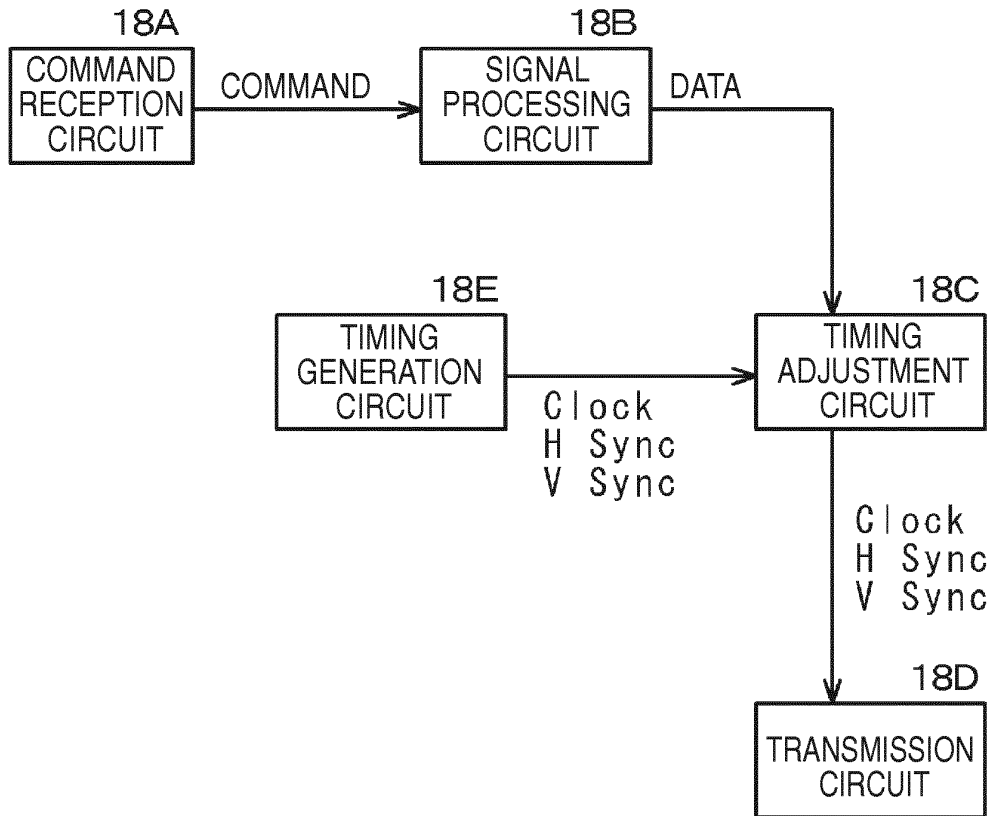 18A
COMMAND
RECEPTION
CIRCUIT
COMMAND
18B
SIGNAL
PROCESSING
CIRCUIT
DATA
18E
TIMING
GENERATION
CIRCUIT
Clock
H Sync
V Sync
18C
TIMING
ADJUSTMENT
CIRCUIT
Clock
H Sync
V Sync
18D
TRANSMISSION
CIRCUIT